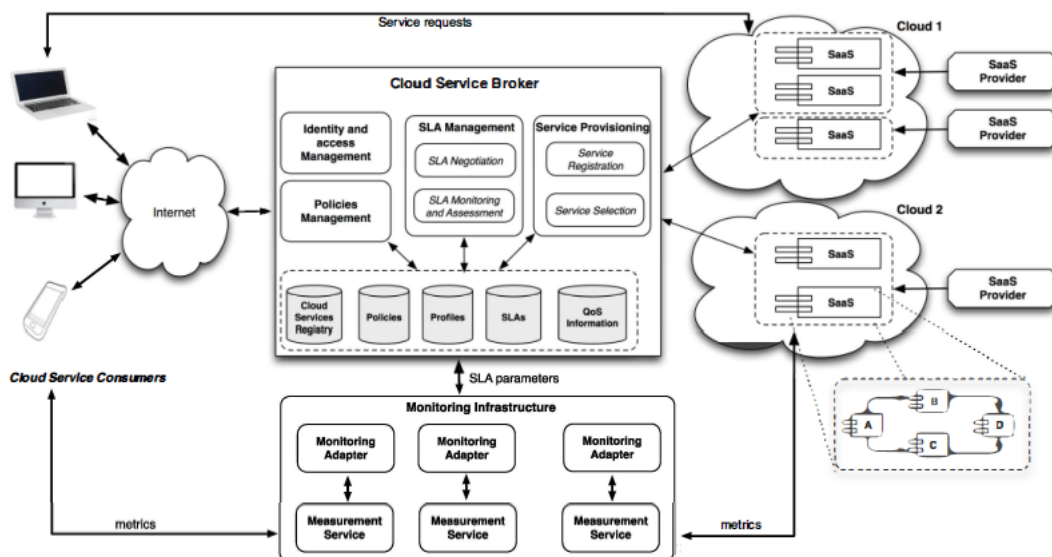 Service requests
Cloud 1
SaaS
SaaS
SaaS
SaaS
Provider
SaaS
Provider
Cloud Service Broker
Identity and
access
Management
Policies
Management
SLA Management
SLA Negotiation
SLA Monitoring
and Assessment
Service Provisioning
Service
Registration
Service Selection
Internet
Cloud
Services
Registry
Policies
Profiles
SLAs
QoS
Information
Cloud 2
SaaS
SaaS
SaaS
Provider
A
B
C
D
Cloud Service Consumers
SLA parameters
Monitoring Infrastructure
Monitoring
Adapter
Monitoring
Adapter
Monitoring
Adapter
Measurement
Service
Measurement
Service
Measurement
Service
metrics
metrics